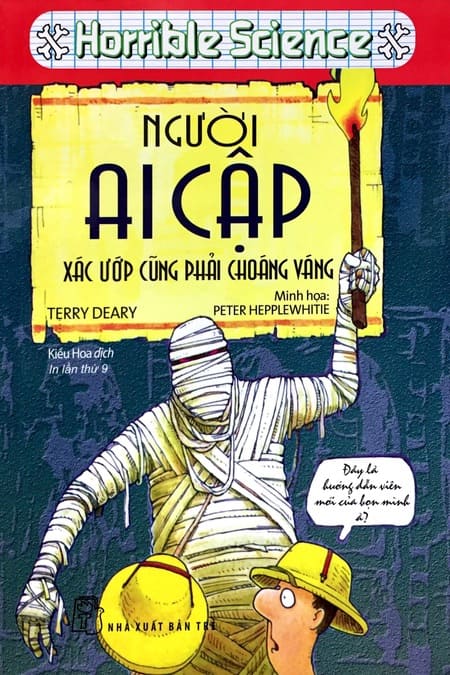 Horrible Science
NGƯỜI
AI CẬP
XÁC ƯỚP CŨNG PHẢI CHOÁNG VÁNG
Minh họa:
TERRY DEARY
PETER HEPPLEWHITIE
Kiều Hoa dịch
In lần thứ 9
Đây là
hướng dẫn viên
mới của bọn mình
à?
NHÀ XUẤT BẢN TRẺ